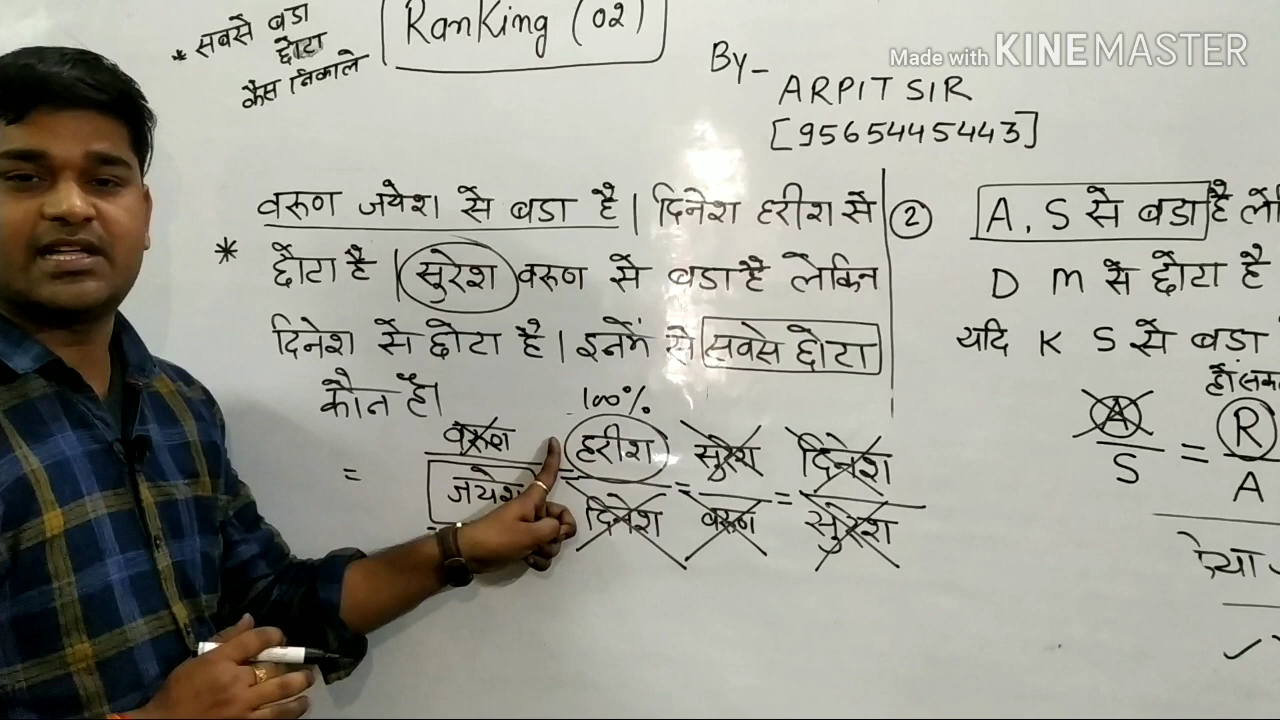 * सबसे बडा
छोटा
कैसे निकाले
RanKing (02)
Made with KINEMASTER
By- ARPIT SIR
[9565445443]
* वरूण जयेश से बडा है। दिनेश हरीश से
छोटा है। सुरेश वरूण से बडा है लेकिन
दिनेश से छोटा है। इनमें से सबसे छोटा
कौन है।
100%
वरूण हरीश सुरेश दिनेश
= जयेश = दिनेश = वरूण = सुरेश
② A, S से बडा है
D M से छोटा है
यदि K S से बडा
A/S = R/A